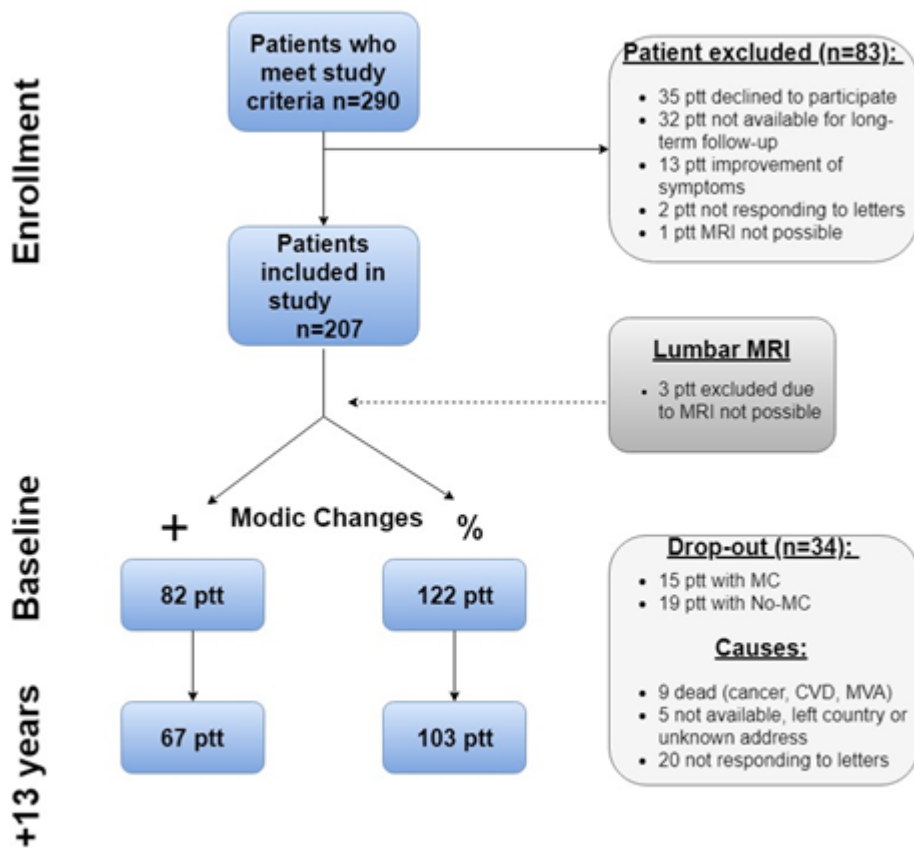 Enrollment
Patients who
meet study
criteria n=290
Patient excluded (n=83):
• 35 ptt declined to participate
• 32 ptt not available for long-
term follow-up
• 13 ptt improvement of
symptoms
• 2 ptt not responding to letters
• 1 ptt MRI not possible
Patients
included in
study
n=207
Lumbar MRI
• 3 ptt excluded due
to MRI not possible
Baseline
+ Modic Changes %
82 ptt
122 ptt
Drop-out (n=34):
• 15 ptt with MC
• 19 ptt with No-MC
Causes:
• 9 dead (cancer, CVD, MVA)
• 5 not available, left country or
unknown address
• 20 not responding to letters
+13 years
67 ptt
103 ptt